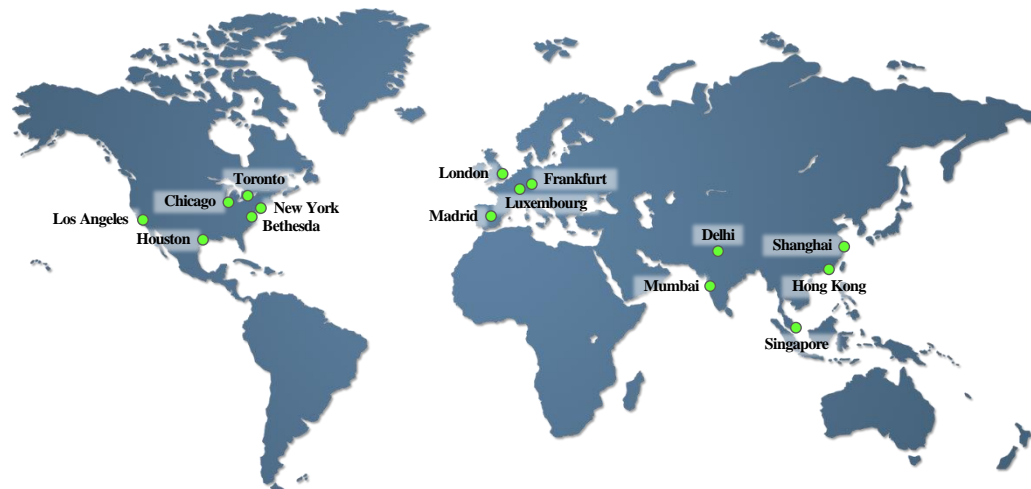 London
Frankfurt
Toronto
Luxembourg
Chicago
New York
Los Angeles
Madrid
Bethesda
Delhi
Houston
Shanghai
Mumbai
Hong Kong
Singapore